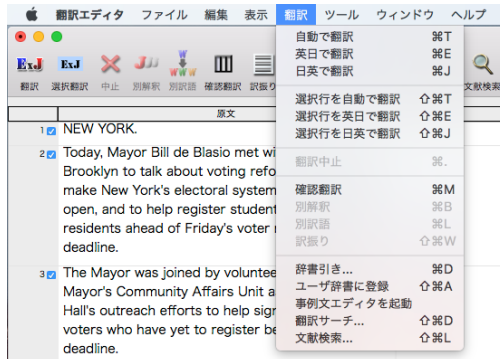 翻訳エディタ ファイル 編集 表示 翻訳 ツール ウィンドウ ヘルプ
ExJ ExJ JJJ W WWW
翻訳 選択翻訳 中止 別解釈 別訳語 確認翻訳 訳振り 文献検索
自動で翻訳 ⌘T
英日で翻訳 ⌘E
日英で翻訳 ⌘J
選択行を自動で翻訳 ⇧⌘T
選択行を英日で翻訳 ⇧⌘E
選択行を日英で翻訳 ⇧⌘J
翻訳中止 ⌘.
確認翻訳 ⌘M
別解釈 ⌘B
別訳語 ⌘L
訳振り ⇧⌘W
辞書引き... ⌘D
ユーザ辞書に登録 ⇧⌘A
事例文エディタを起動
翻訳サーチ... ⇧⌘D
文献検索... ⇧⌘L
原文
1 NEW YORK.
2 Today, Mayor Bill de Blasio met wi
Brooklyn to talk about voting refo
make New York's electoral system
open, and to help register student
residents ahead of Friday's voter
deadline.
3 The Mayor was joined by voluntee
Mayor's Community Affairs Unit a
Hall's outreach efforts to help sign
voters who have yet to register be
deadline.